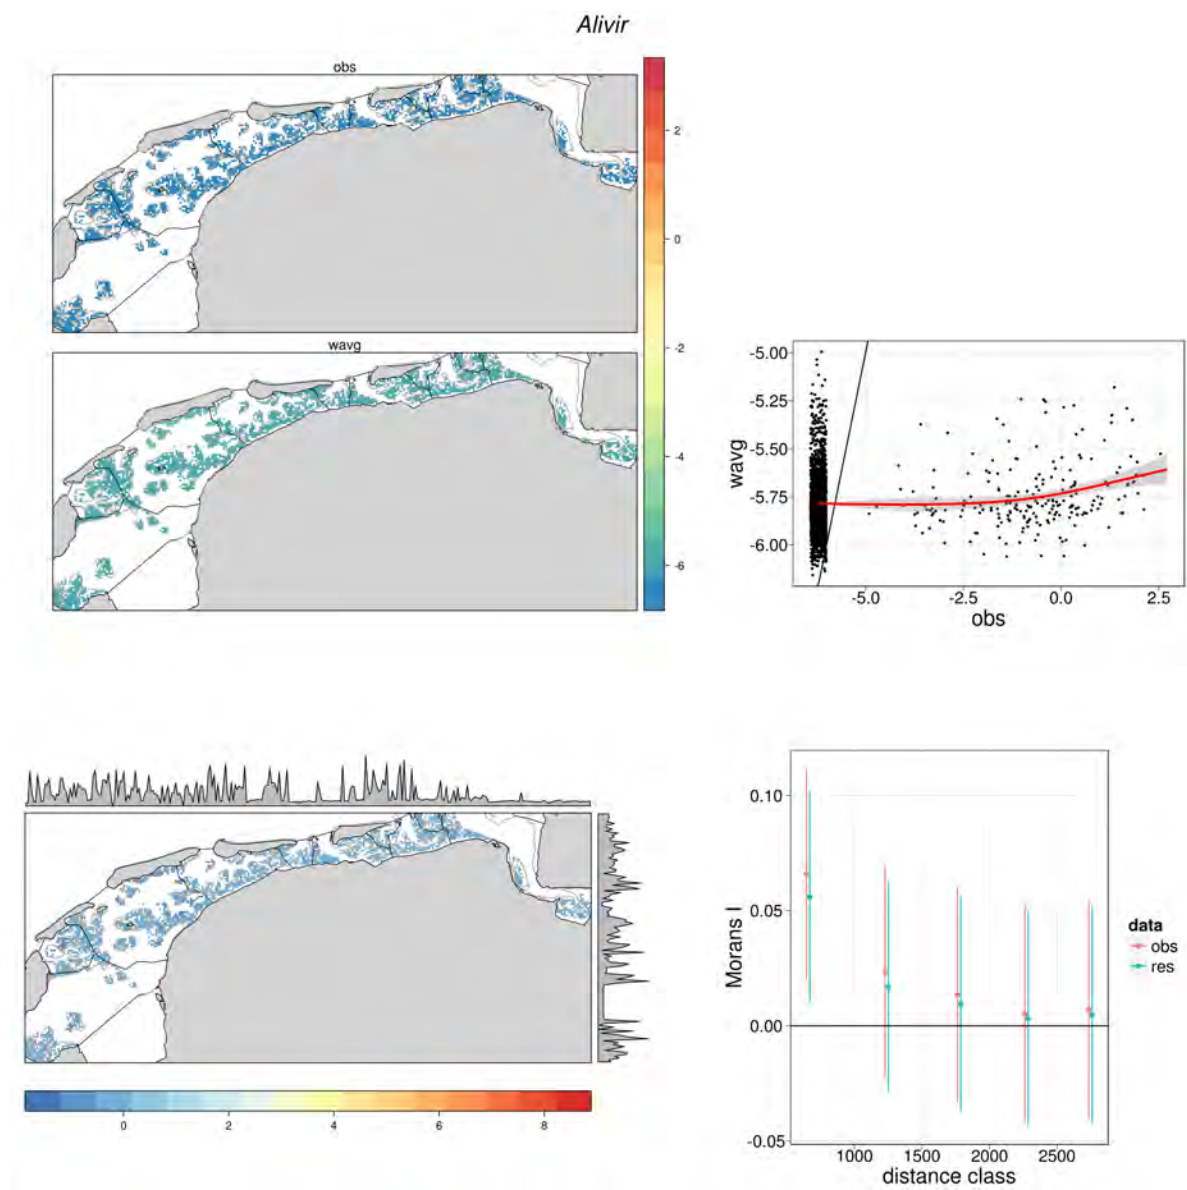 Alivir
obs
2
0
-2
-4
-6
wavg
-5.00
-5.25
-5.50
-5.75
-6.00
wavg
-5.0 -2.5 0.0 2.5
obs
0 2 4 6 8
0.10
0.05
0.00
-0.05
Morans I
1000 1500 2000 2500
distance class
data
obs
res